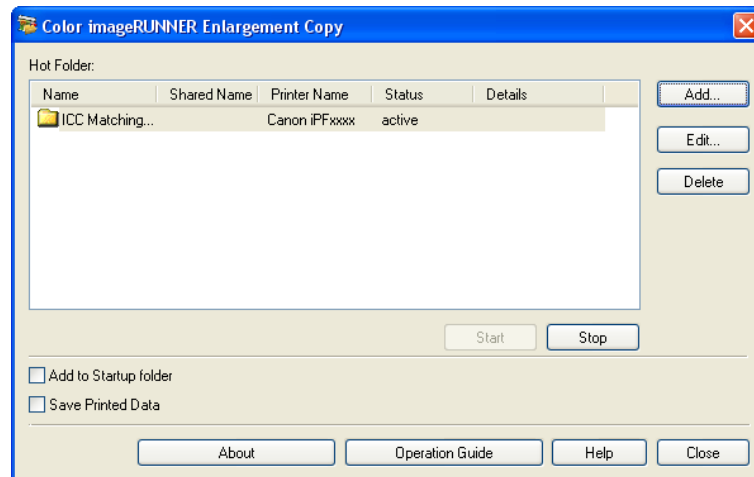 Color imageRUNNER Enlargement Copy
Hot Folder:
Name Shared Name Printer Name Status Details
ICC Matching... Canon iPFxxxx active
Add...
Edit...
Delete
Start Stop
Add to Startup folder
Save Printed Data
About Operation Guide Help Close